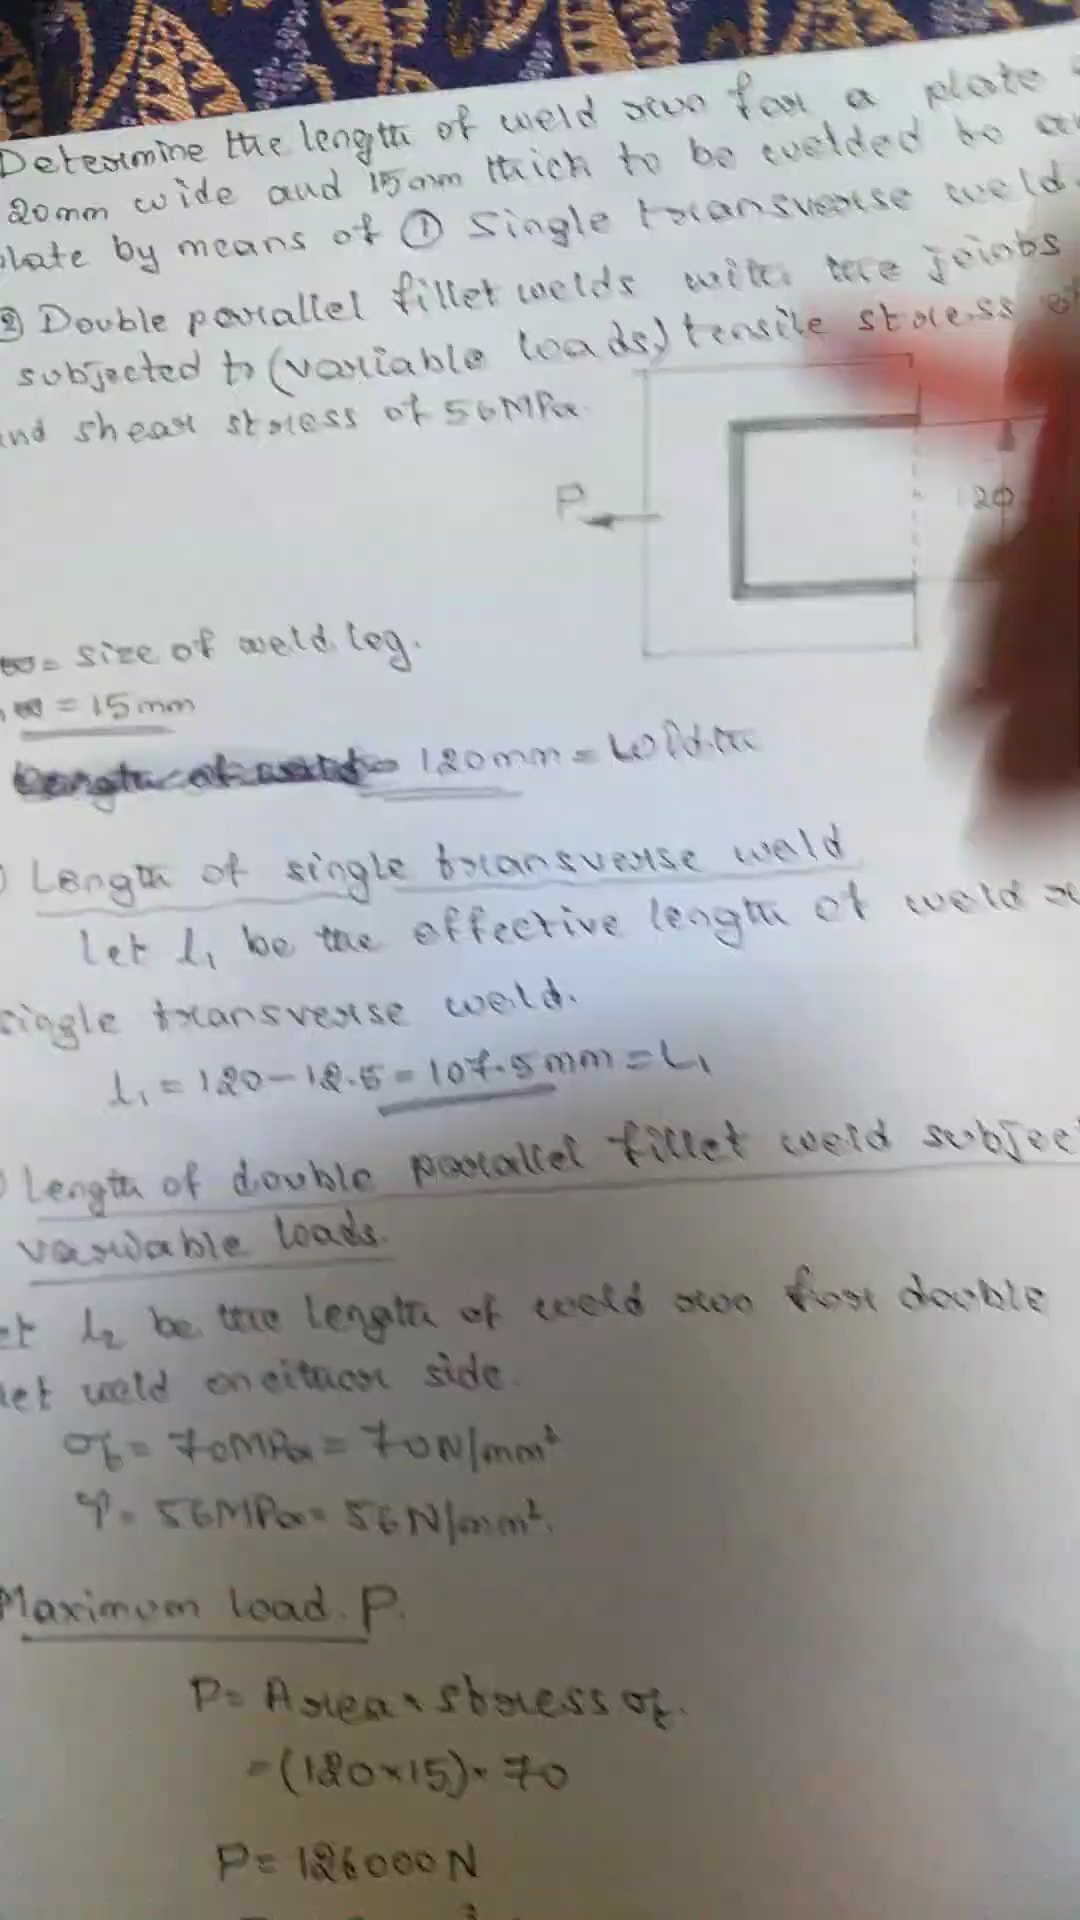 Determine the length of weld run for a plate
20mm wide and 15mm thick to be welded to
late by means of ① Single transverse weld.
② Double parallel fillet welds with the joints
subjected to (variable loads) tensile stress of
nd shear stress of 56MPa.
P
120
= size of weld leg.
= 15mm
120mm = Width
Length of single transverse weld
Let l₁ be the effective length of weld
single transverse weld.
l₁ = 120 - 12.5 = 107.5mm = L₁
Length of double parallel fillet weld subjec
variable loads.
et l₂ be the length of weld run for double
let weld on either side.
σt = 70MPa = 70N/mm²
τ = 56MPa = 56N/mm².
Maximum load P.
P = Area × stress σt.
= (120×15) × 70
P = 126000N